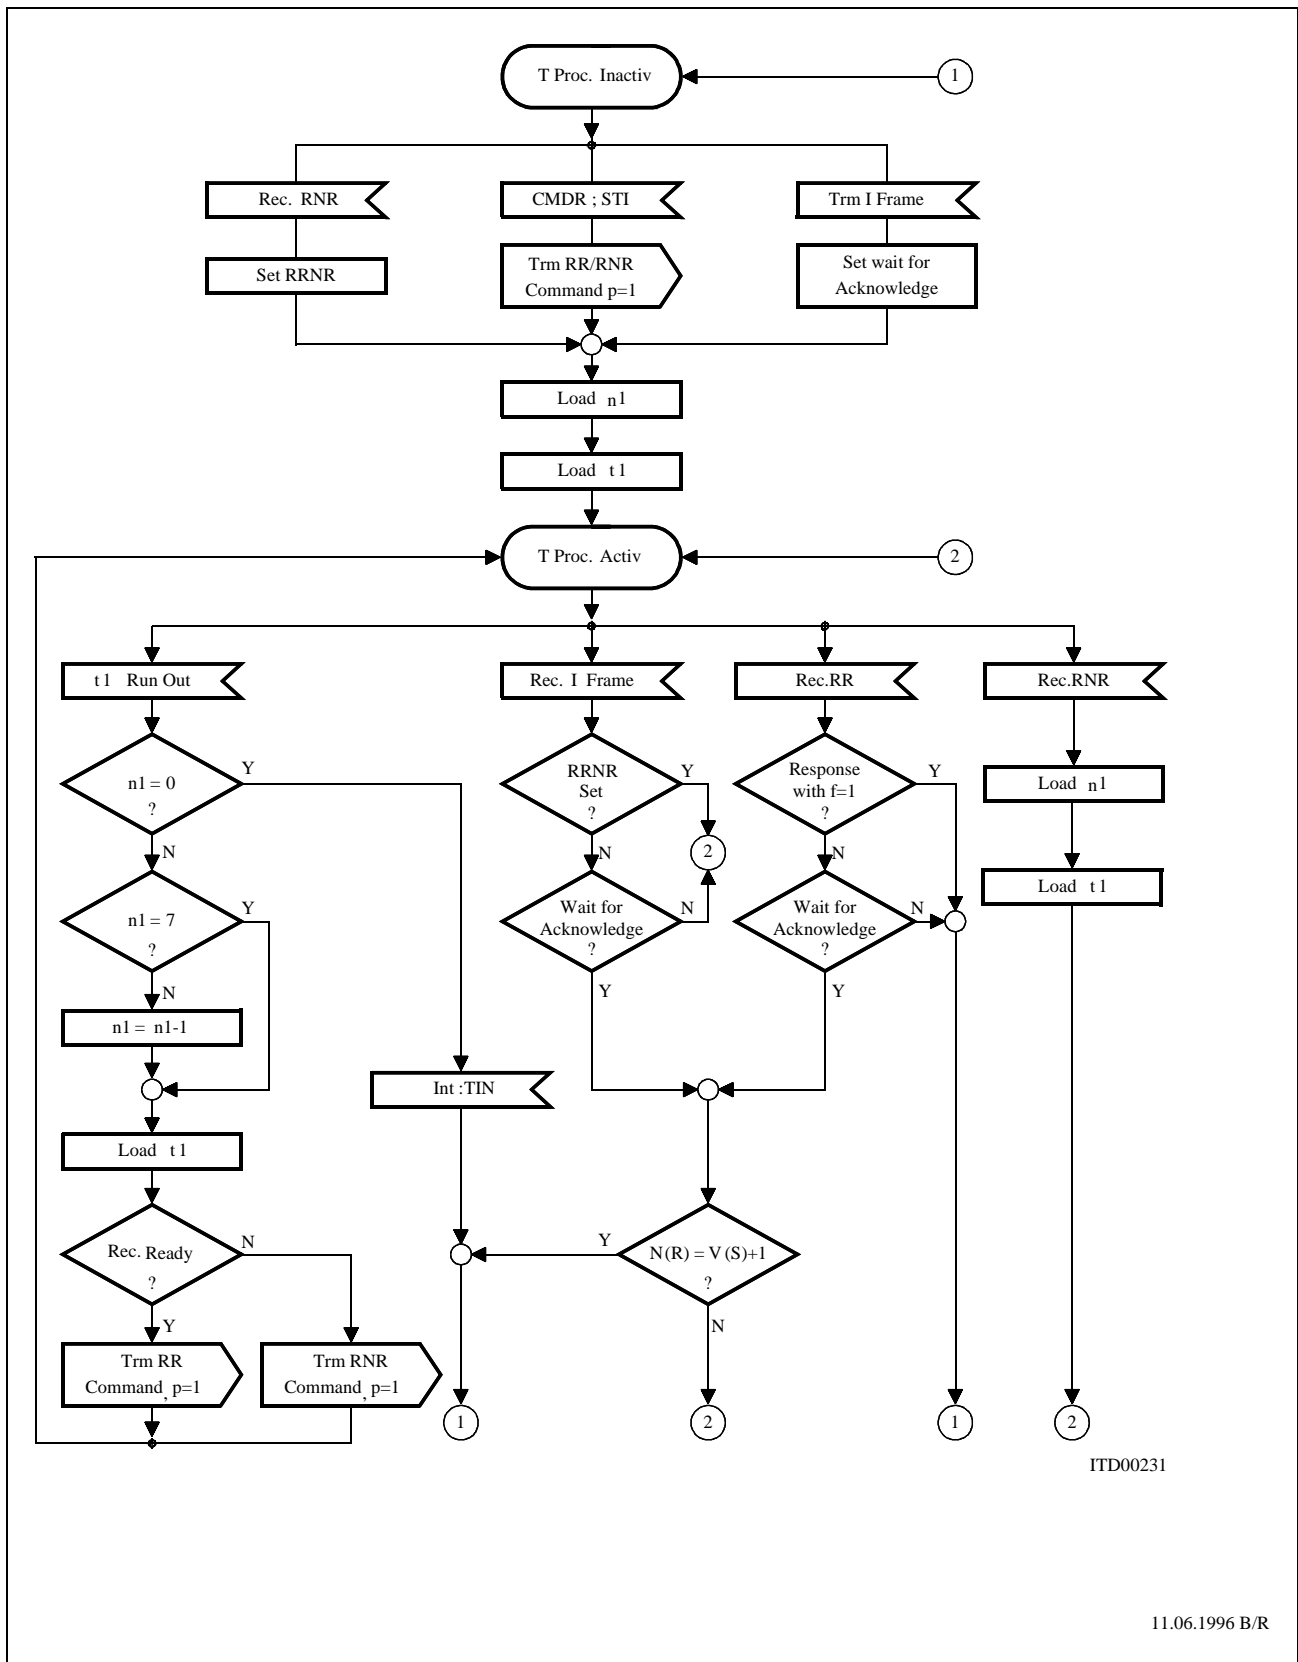 T Proc. Inactiv
1
Rec. RNR
CMDR ; STI
Trm I Frame
Set RRNR
Trm RR/RNR
Command p=1
Set wait for
Acknowledge
Load n1
Load t1
T Proc. Activ
2
t1 Run Out
Rec. I Frame
Rec.RR
Rec.RNR
n1 = 0
?
Y
N
RRNR
Set
?
Y
N
2
Response
with f=1
?
Y
N
Load n1
Load t1
n1 = 7
?
Y
N
Wait for
Acknowledge
?
N
Y
Wait for
Acknowledge
?
N
Y
n1 = n1-1
Int :TIN
Load t1
Rec. Ready
?
N
Y
N(R) = V(S)+1
?
Y
N
Trm RR
Command, p=1
Trm RNR
Command, p=1
1
2
1
2
ITD00231
11.06.1996 B/R